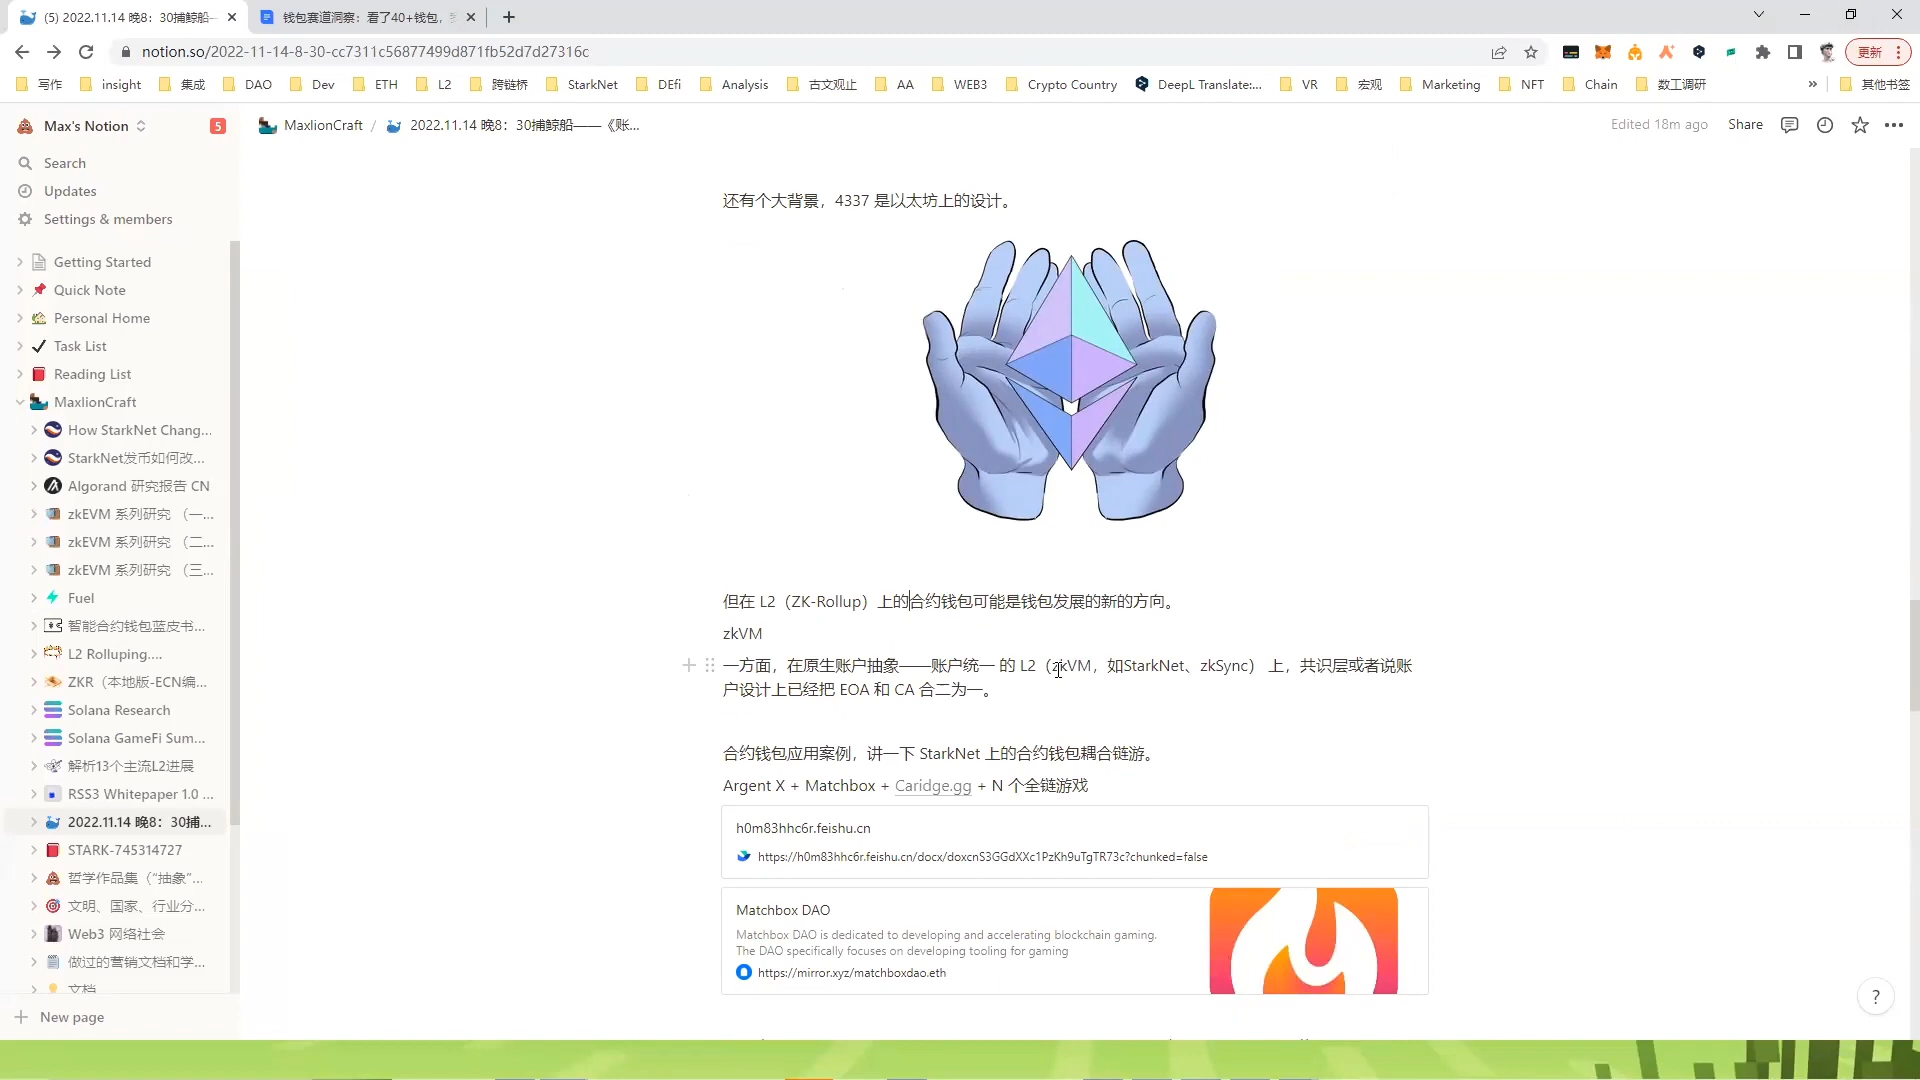 (5) 2022.11.14 晚8：30捕鲸船—
钱包赛道洞察：看了40+钱包，
notion.so/2022-11-14-8-30-cc7311c56877499d871fb52d7d27316c
更新
写作 insight 集成 DAO Dev ETH L2 跨链桥 StarkNet DEfi Analysis 古文观止 AA WEB3 Crypto Country DeepL Translate:... VR 宏观 Marketing NFT Chain 数工调研 » 其他书签
Max's Notion 5
MaxlionCraft / 2022.11.14 晚8：30捕鲸船——《账...
Edited 18m ago Share
Search
Updates
Settings & members
Getting Started
Quick Note
Personal Home
Task List
Reading List
MaxlionCraft
How StarkNet Chang...
StarkNet发币如何改...
Algorand 研究报告 CN
zkEVM 系列研究 （一...
zkEVM 系列研究 （二...
zkEVM 系列研究 （三...
Fuel
智能合约钱包蓝皮书...
L2 Rolluping....
ZKR（本地版-ECN编...
Solana Research
Solana GameFi Sum...
解析13个主流L2进展
RSS3 Whitepaper 1.0 ...
2022.11.14 晚8：30捕...
STARK-745314727
哲学作品集（“抽象”...
文明、国家、行业分...
Web3 网络社会
做过的营销文档和学...
文档
New page
还有个大背景，4337 是以太坊上的设计。
但在 L2（ZK-Rollup）上的合约钱包可能是钱包发展的新的方向。
zkVM
一方面，在原生账户抽象——账户统一 的 L2（zkVM，如StarkNet、zkSync） 上，共识层或者说账
户设计上已经把 EOA 和 CA 合二为一。
合约钱包应用案例，讲一下 StarkNet 上的合约钱包耦合链游。
Argent X + Matchbox + Caridge.gg + N 个全链游戏
h0m83hhc6r.feishu.cn
https://h0m83hhc6r.feishu.cn/docx/doxcnS3GGdXXc1PzKh9uTgTR73c?chunked=false
Matchbox DAO
Matchbox DAO is dedicated to developing and accelerating blockchain gaming.
The DAO specifically focuses on developing tooling for gaming
https://mirror.xyz/matchboxdao.eth
?